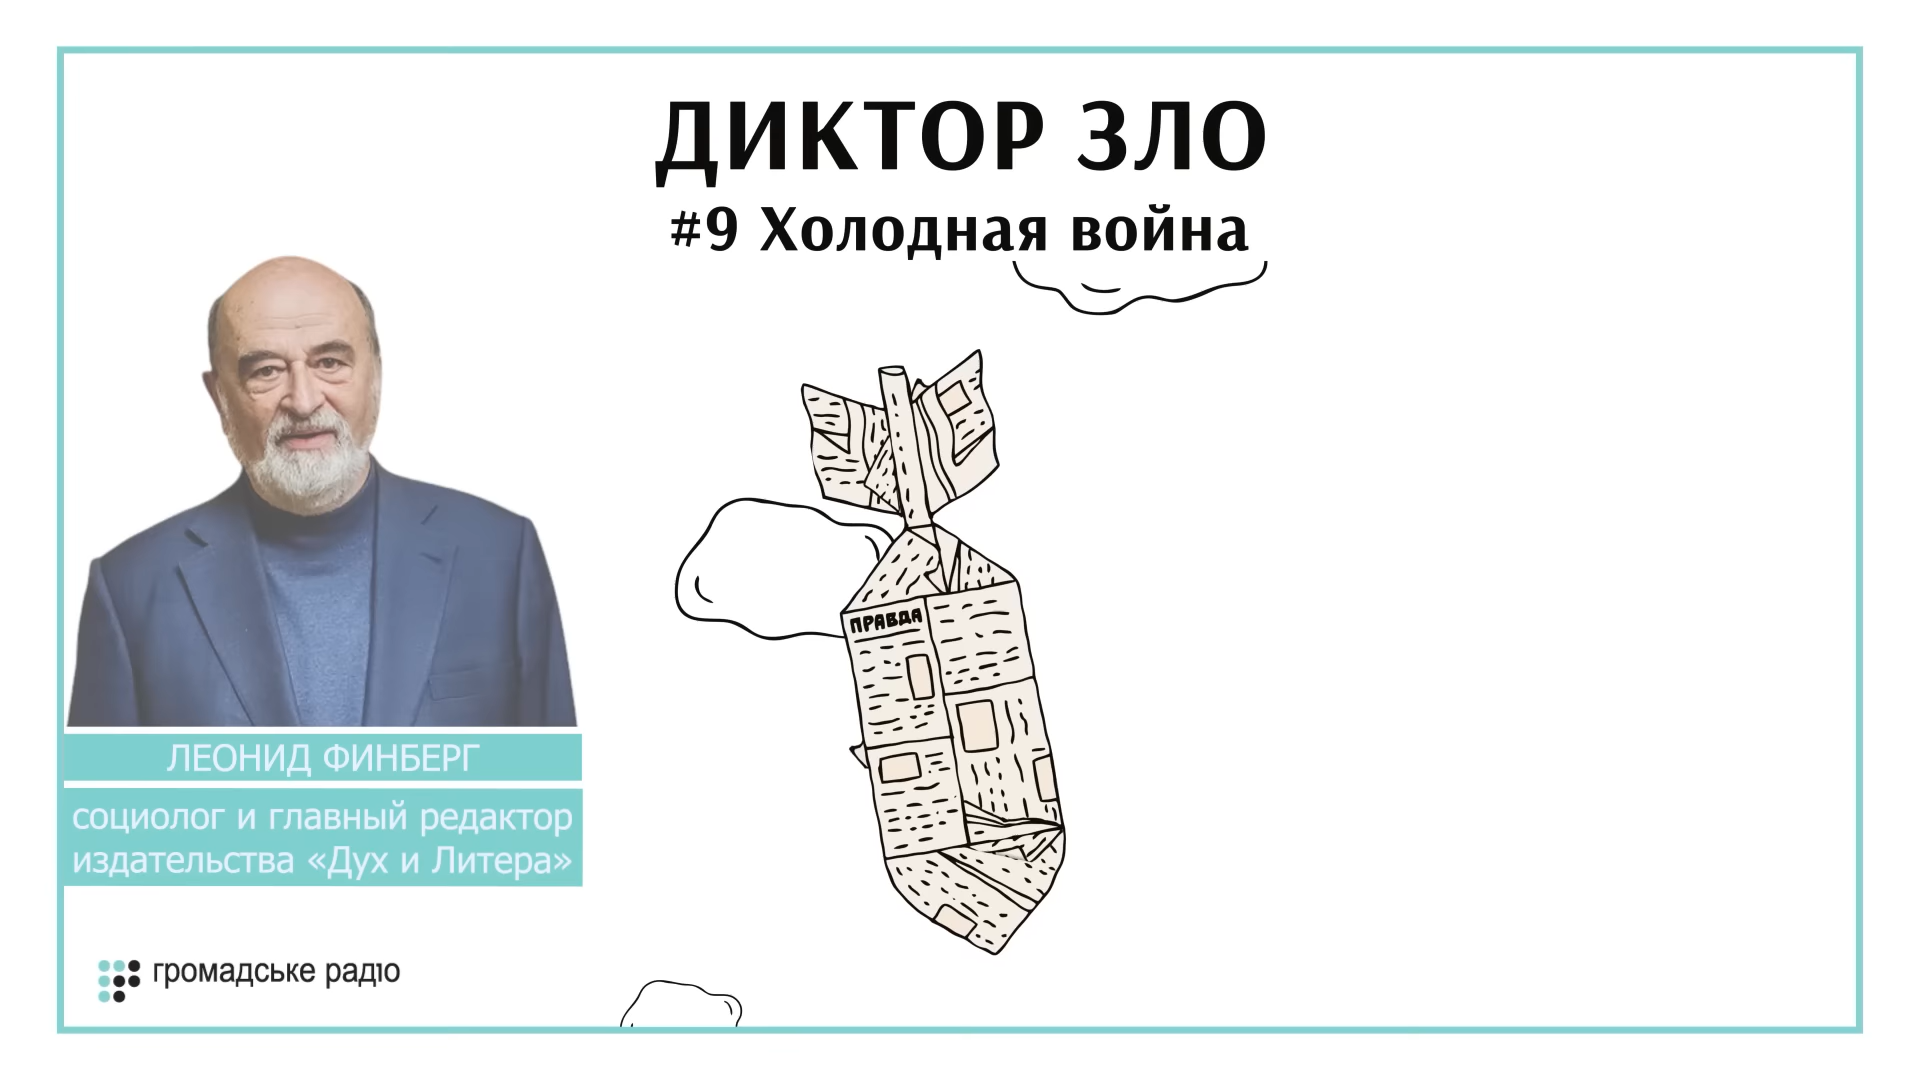 ДИКТОР ЗЛО
#9 Холодная война
ПРАВДА
ЛЕОНИД ФИНБЕРГ
социолог и главный редактор
издательства «Дух и Литера»
громадське радіо